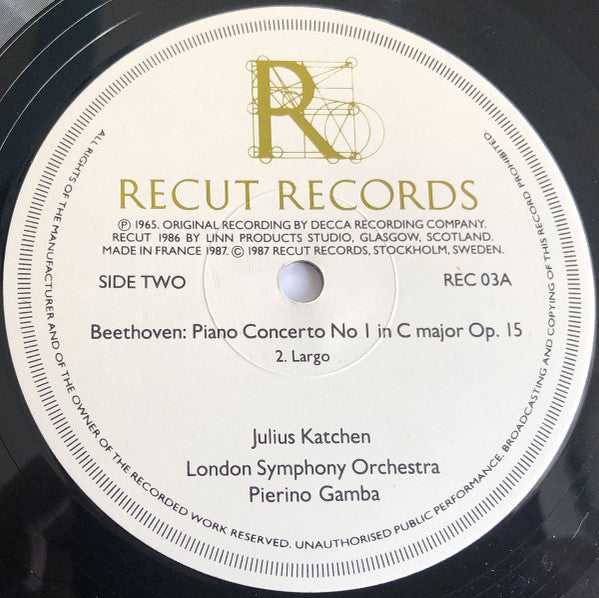 R
RECUT RECORDS
℗ 1965. ORIGINAL RECORDING BY DECCA RECORDING COMPANY.
RECUT 1986 BY LINN PRODUCTS STUDIO, GLASGOW, SCOTLAND.
MADE IN FRANCE 1987. © 1987 RECUT RECORDS, STOCKHOLM, SWEDEN.
SIDE TWO
REC 03A
Beethoven: Piano Concerto No 1 in C major Op. 15
2. Largo
Julius Katchen
London Symphony Orchestra
Pierino Gamba
ALL RIGHTS OF THE MANUFACTURER AND OF THE OWNER OF THE RECORDED WORK RESERVED. UNAUTHORISED PUBLIC PERFORMANCE, BROADCASTING AND COPYING OF THIS RECORD PROHIBITED